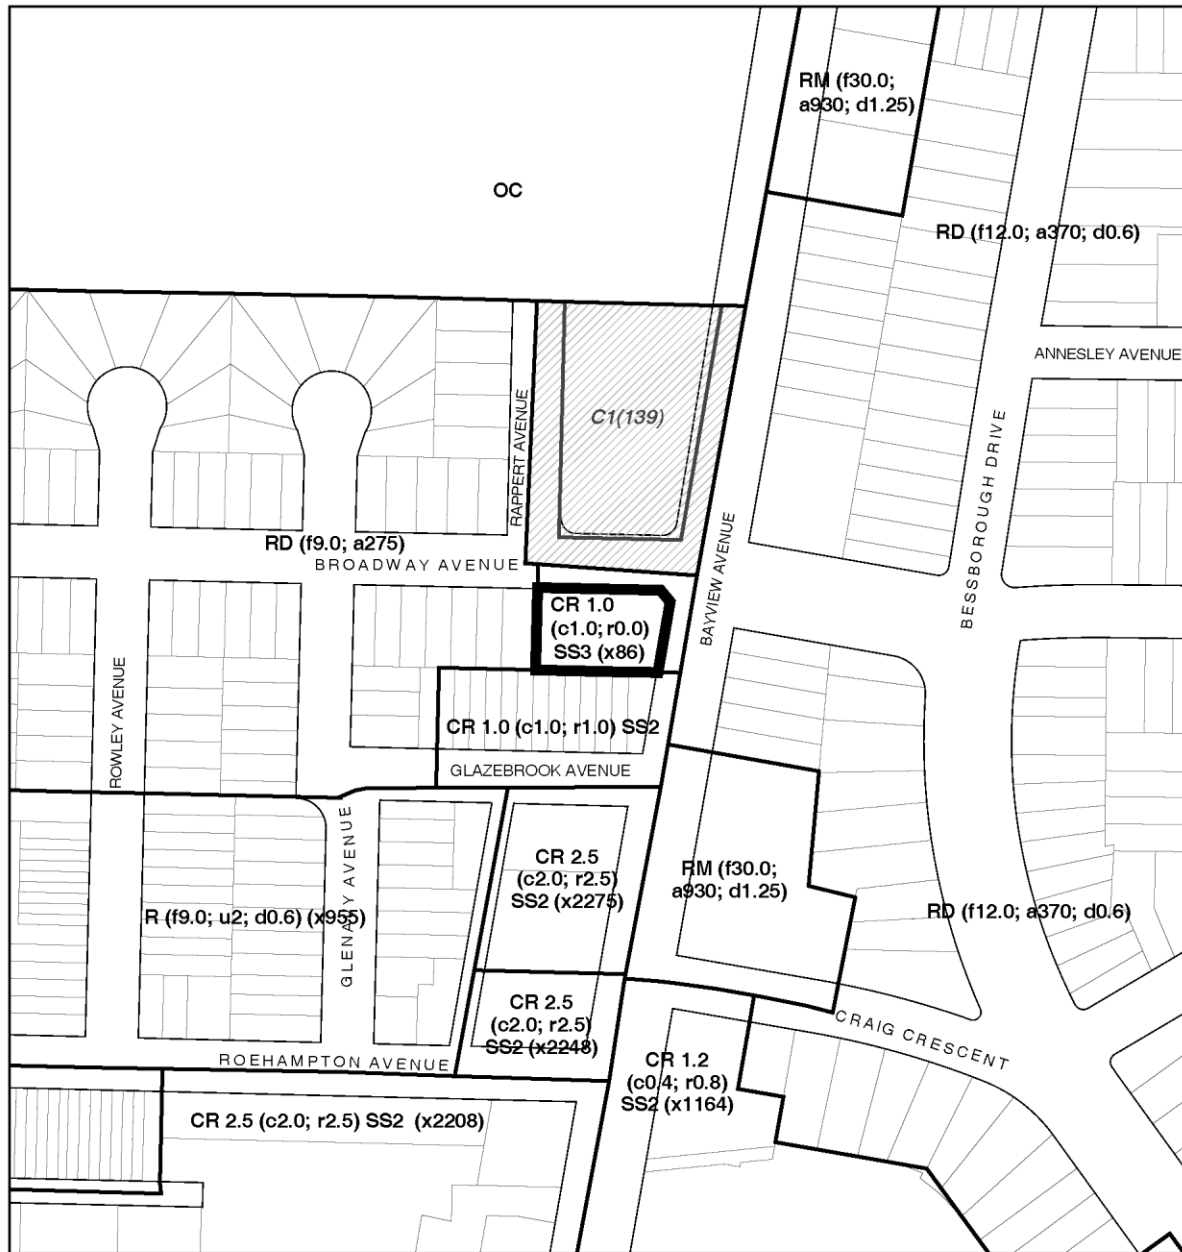 RM (f30.0;
a930; d1.25)
OC
RD (f12.0; a370; d0.6)
ANNESLEY AVENUE
C1(139)
RAPPERT AVENUE
BESSBOROUGH DRIVE
RD (f9.0; a275)
BROADWAY AVENUE
BAYVIEW AVENUE
CR 1.0
(c1.0; r0.0)
SS3 (x86)
ROWLEY AVENUE
CR 1.0 (c1.0; r1.0) SS2
GLAZEBROOK AVENUE
GLENAY AVENUE
CR 2.5
(c2.0; r2.5)
SS2 (x2275)
RM (f30.0;
a930; d1.25)
R (f9.0; u2; d0.6) (x955)
RD (f12.0; a370; d0.6)
CR 2.5
(c2.0; r2.5)
SS2 (x2248)
CRAIG CRESCENT
ROEHAMPTON AVENUE
CR 1.2
(c0.4; r0.8)
SS2 (x1164)
CR 2.5 (c2.0; r2.5) SS2 (x2208)